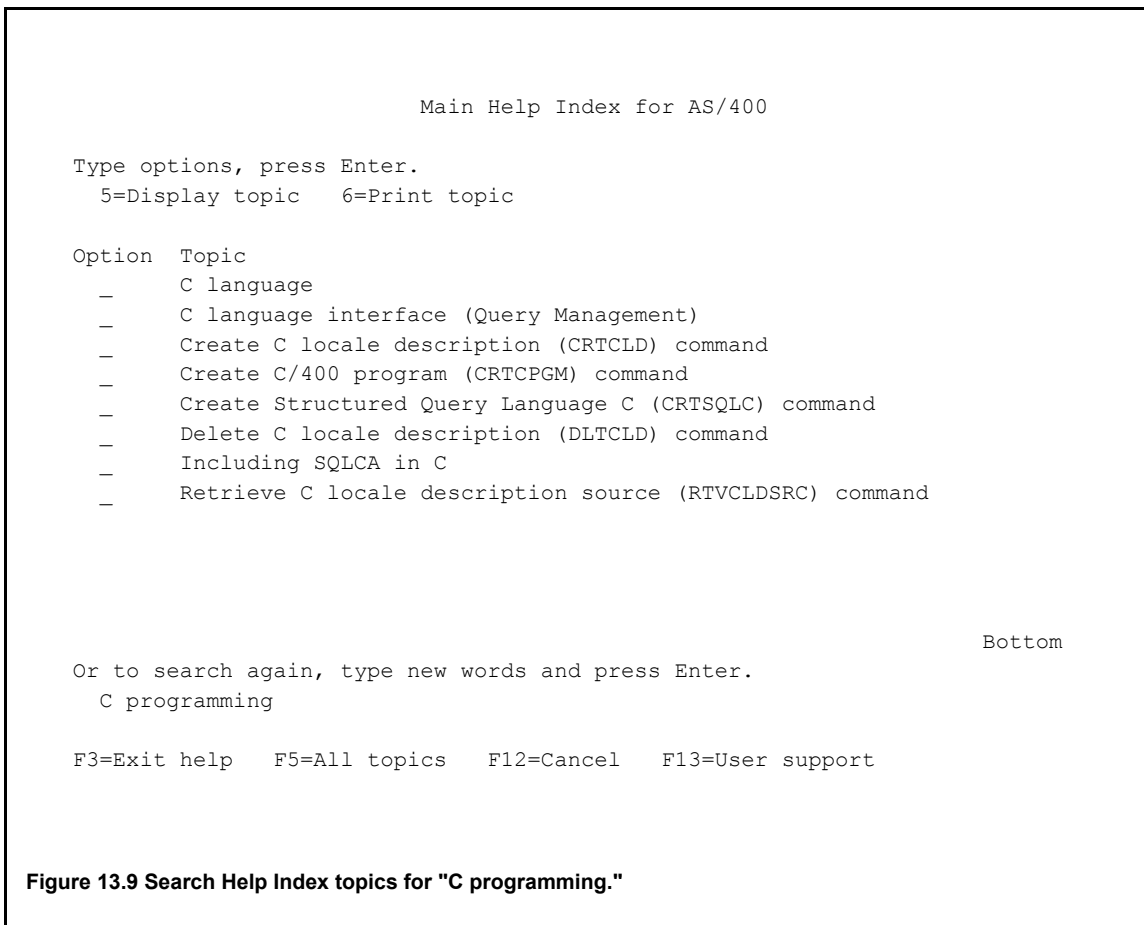 Main Help Index for AS/400
Type options, press Enter.
5=Display topic   6=Print topic
Option  Topic
_  C language
_  C language interface (Query Management)
_  Create C locale description (CRTCLD) command
_  Create C/400 program (CRTCPGM) command
_  Create Structured Query Language C (CRTSQLC) command
_  Delete C locale description (DLTCLD) command
_  Including SQLCA in C
_  Retrieve C locale description source (RTVCLDSRC) command
Bottom
Or to search again, type new words and press Enter.
C programming
F3=Exit help   F5=All topics   F12=Cancel   F13=User support
Figure 13.9 Search Help Index topics for "C programming."